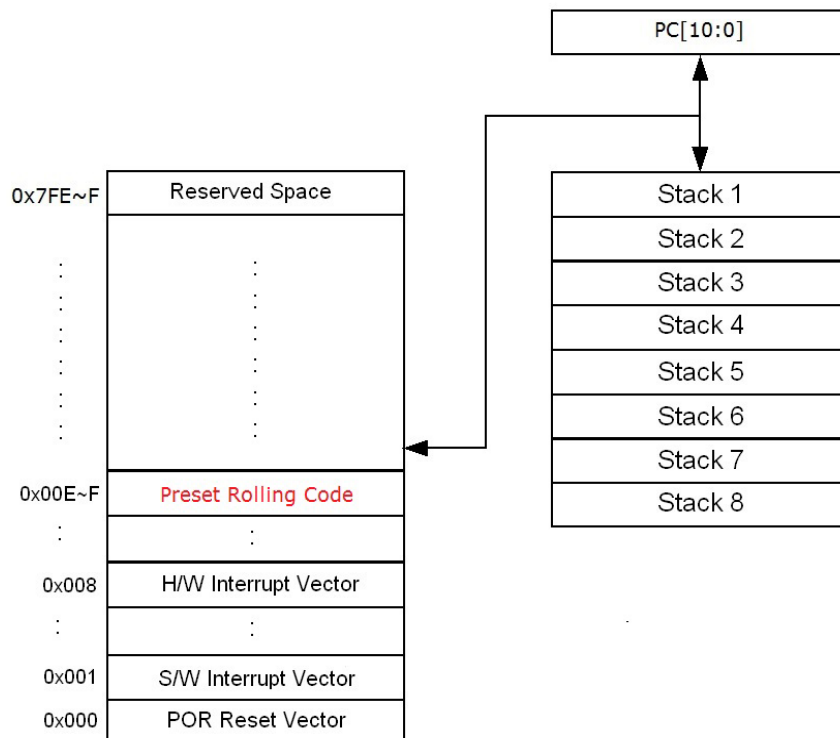 PC[10:0]
0x7FE~F Reserved Space
Stack 1
Stack 2
Stack 3
Stack 4
Stack 5
Stack 6
Stack 7
Stack 8
0x00E~F Preset Rolling Code
0x008 H/W Interrupt Vector
0x001 S/W Interrupt Vector
0x000 POR Reset Vector